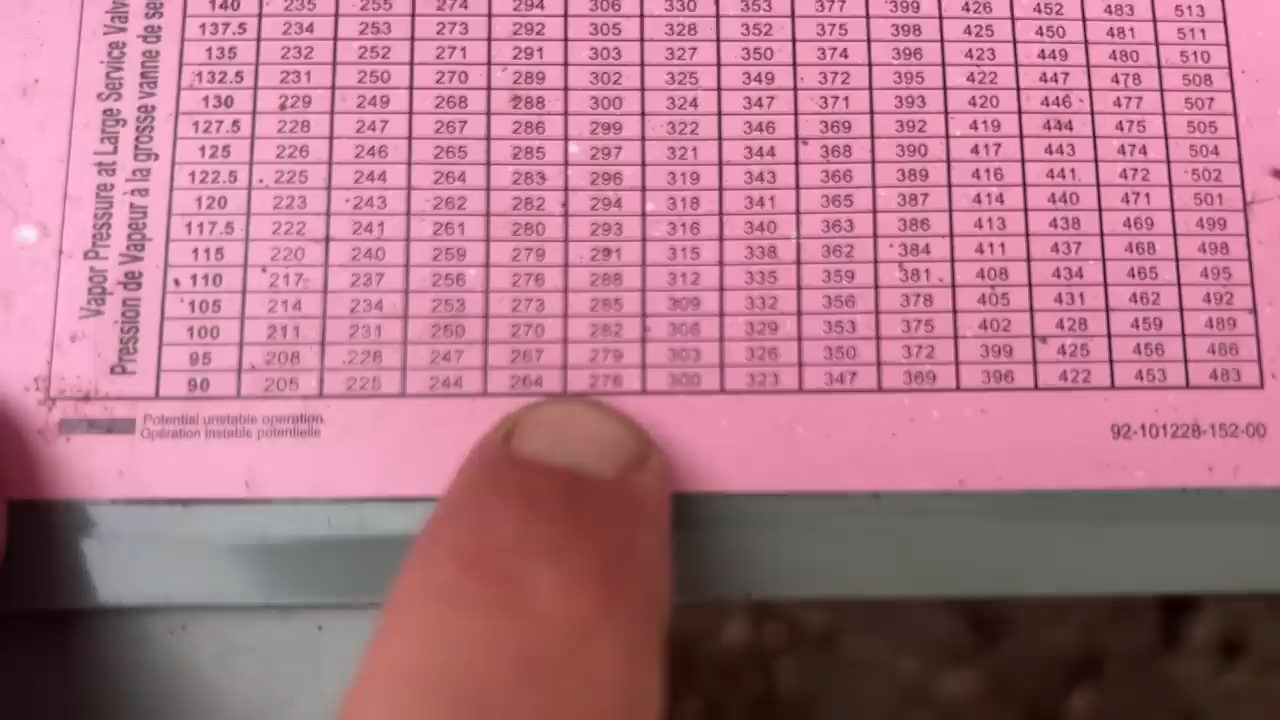 Vapor Pressure at Large Service Valv
Pression de Vapeur à la grosse vanne de se
140 235 255 274 294 306 330 353 377 399 426 452 483 513
137.5 234 253 273 292 305 328 352 375 398 425 450 481 511
135 232 252 271 291 303 327 350 374 396 423 449 480 510
132.5 231 250 270 289 302 325 349 372 395 422 447 478 508
130 229 249 268 288 300 324 347 371 393 420 446 477 507
127.5 228 247 267 286 299 322 346 369 392 419 444 475 505
125 226 246 265 285 297 321 344 368 390 417 443 474 504
122.5 225 244 264 283 296 319 343 366 389 416 441 472 502
120 223 243 262 282 294 318 341 365 387 414 440 471 501
117.5 222 241 261 280 293 316 340 363 386 413 438 469 499
115 220 240 259 279 291 315 338 362 384 411 437 468 498
110 217 237 256 276 288 312 335 359 381 408 434 465 495
105 214 234 253 273 285 309 332 356 378 405 431 462 492
100 211 231 250 270 282 306 329 353 375 402 428 459 489
95 208 228 247 267 279 303 326 350 372 399 425 456 486
90 205 225 244 264 276 300 323 347 369 396 422 453 483
Potential unstable operation
Opération instable potentielle
92-101228-152-00